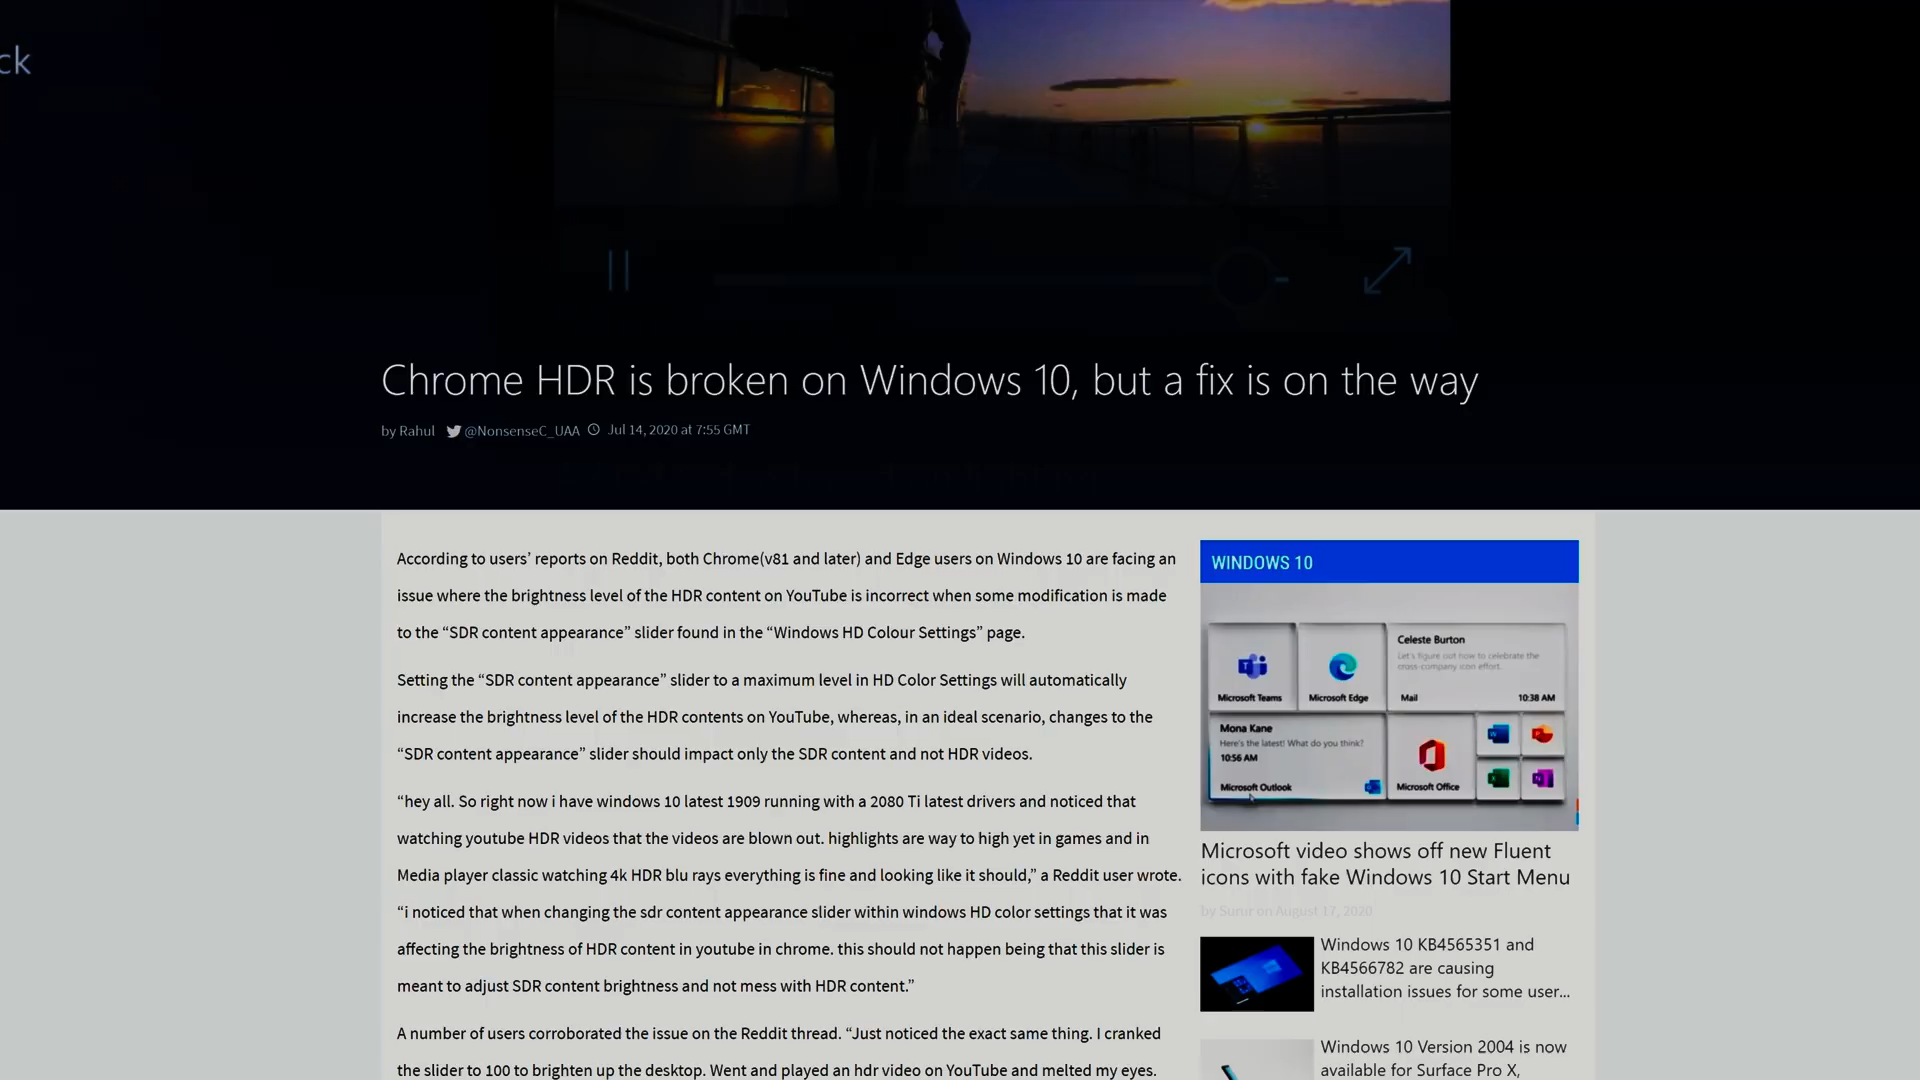 ck
Chrome HDR is broken on Windows 10, but a fix is on the way
by Rahul @NonsenseC_UAA Jul 14, 2020 at 7:55 GMT
According to users’ reports on Reddit, both Chrome(v81 and later) and Edge users on Windows 10 are facing an
issue where the brightness level of the HDR content on YouTube is incorrect when some modification is made
to the “SDR content appearance” slider found in the “Windows HD Colour Settings” page.
Setting the “SDR content appearance” slider to a maximum level in HD Color Settings will automatically
increase the brightness level of the HDR contents on YouTube, whereas, in an ideal scenario, changes to the
“SDR content appearance” slider should impact only the SDR content and not HDR videos.
“hey all. So right now i have windows 10 latest 1909 running with a 2080 Ti latest drivers and noticed that
watching youtube HDR videos that the videos are blown out. highlights are way to high yet in games and in
Media player classic watching 4k HDR blu rays everything is fine and looking like it should,” a Reddit user wrote.
“i noticed that when changing the sdr content appearance slider within windows HD color settings that it was
affecting the brightness of HDR content in youtube in chrome. this should not happen being that this slider is
meant to adjust SDR content brightness and not mess with HDR content.”
A number of users corroborated the issue on the Reddit thread. “Just noticed the exact same thing. I cranked
the slider to 100 to brighten up the desktop. Went and played an hdr video on YouTube and melted my eyes.
WINDOWS 10
Microsoft Teams
Microsoft Edge
Celeste Burton
Let's figure out how to celebrate the
cross-company icon effort.
Mail 10:38 AM
Mona Kane
Here's the latest! What do you think?
10:56 AM
Microsoft Outlook
Microsoft Office
Microsoft video shows off new Fluent
icons with fake Windows 10 Start Menu
by Surur on August 17, 2020
Windows 10 KB4565351 and
KB4566782 are causing
installation issues for some user...
Windows 10 Version 2004 is now
available for Surface Pro X,